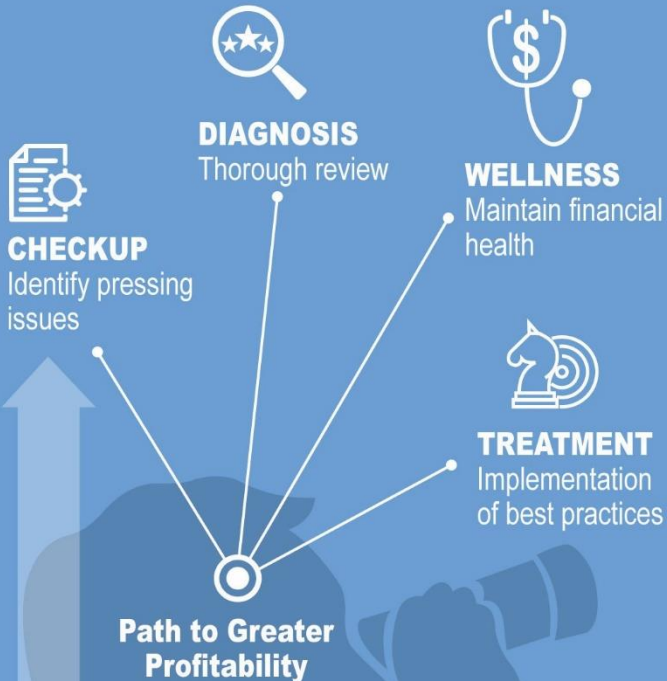 DIAGNOSIS
Thorough review
WELLNESS
Maintain financial
health
CHECKUP
Identify pressing
issues
TREATMENT
Implementation
of best practices
Path to Greater
Profitability